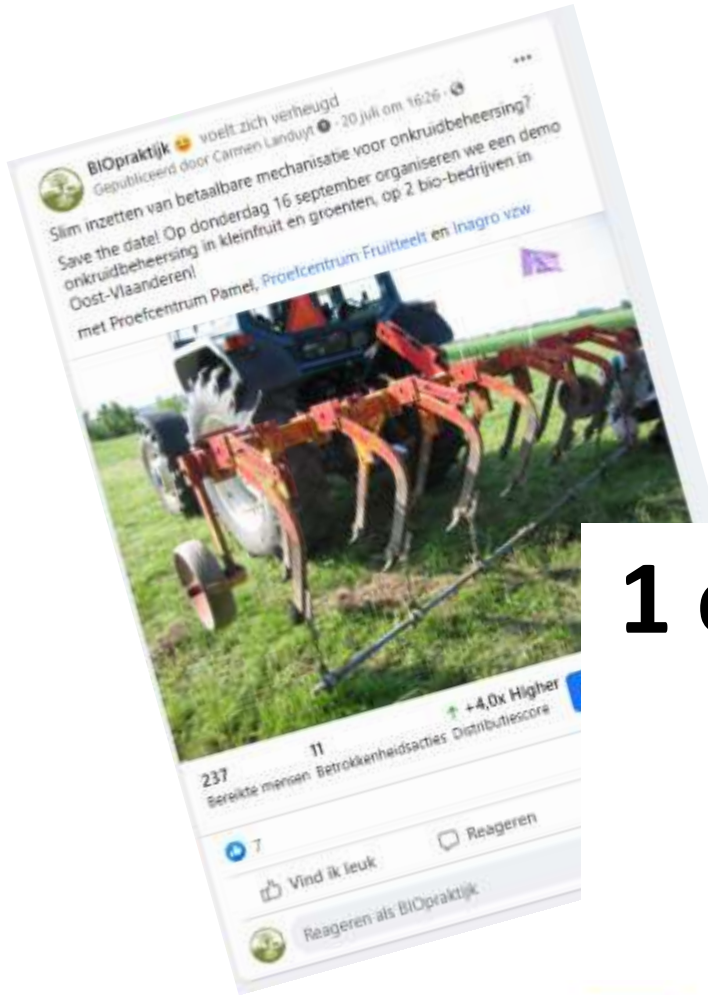 BIOpraktijk 😀 voelt zich verheugd
Gepubliceerd door Carmen Landuyt · 20 juli om 16:26 ·
Slim inzetten van betaalbare mechanisatie voor onkruidbeheersing?
Save the date! Op donderdag 16 september organiseren we een demo
onkruidbeheersing in kleinfruit en groenten, op 2 bio-bedrijven in
Oost-Vlaanderen!
met Proefcentrum Pamel, Proefcentrum Fruitteelt en Inagro vzw
237
Bereikte mensen
11
Betrokkenheidsacties
+4,0x Higher
Distributiescore
7
Vind ik leuk
Reageren
Reageren als BIOpraktijk
1